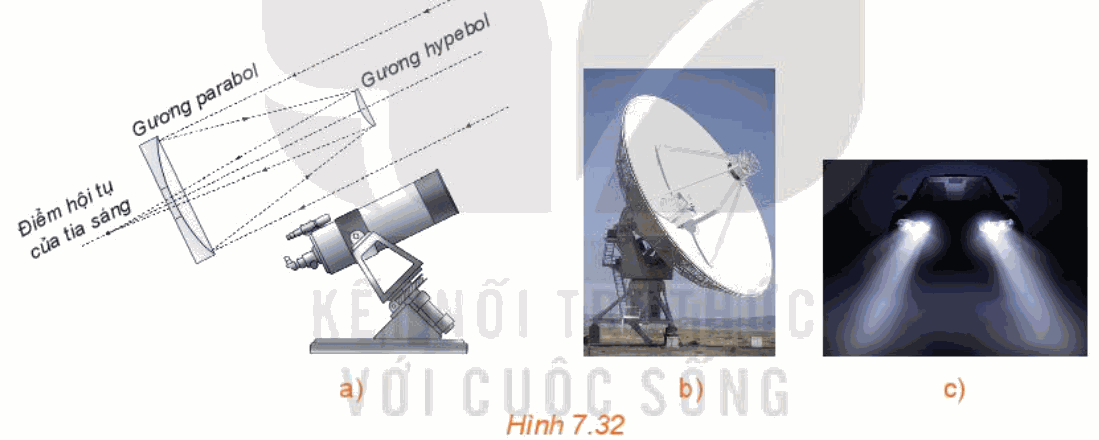 Gương hypebol
Gương parabol
Điểm hội tụ
của tia sáng
KẾT NỐI TRI THỨC
VỚI CUỘC SỐNG
a)
b)
c)
Hình 7.32